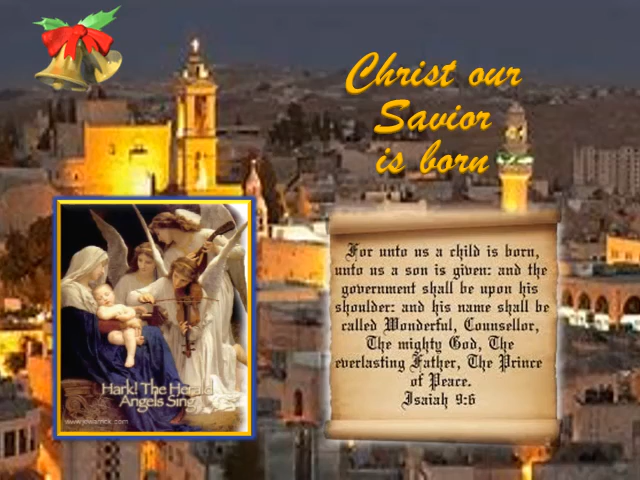 Christ our
Savior
is born
For unto us a child is born,
unto us a son is given: and the
government shall be upon his
shoulder: and his name shall be
called Wonderful, Counsellor,
The mighty God, The
everlasting Father, The Prince
of Peace.
Isaiah 9:6
Hark! The Herald
Angels Sing